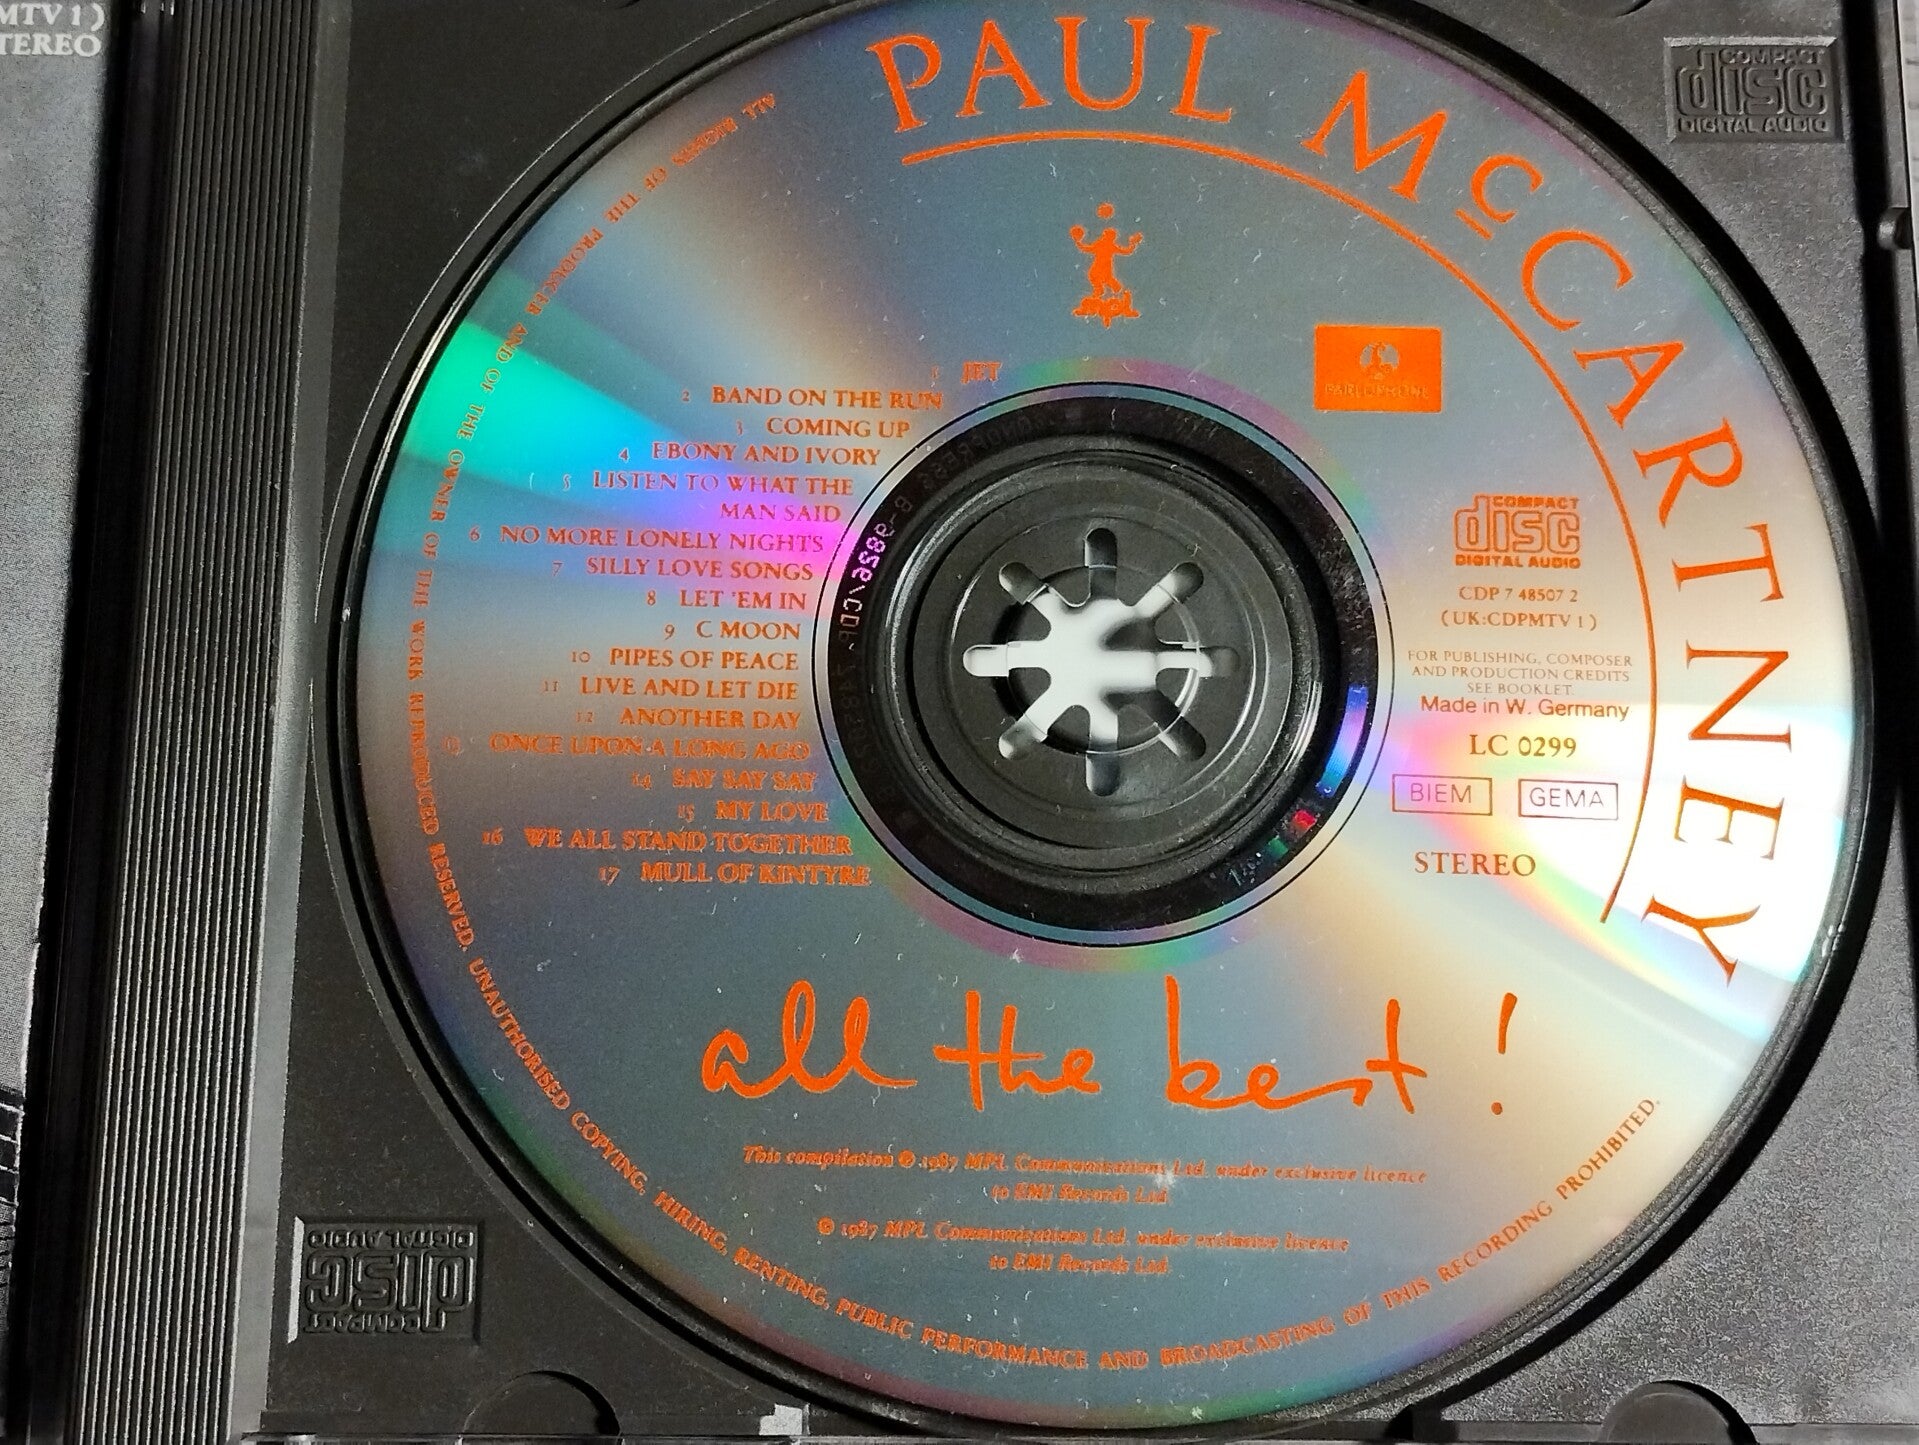 MTV 1 )
TEREO
COMPACT
disc
DIGITAL AUDIO
PAUL McCARTNEY
PARLOPHONE
1 JET
2 BAND ON THE RUN
3 COMING UP
4 EBONY AND IVORY
5 LISTEN TO WHAT THE
MAN SAID
6 NO MORE LONELY NIGHTS
7 SILLY LOVE SONGS
8 LET 'EM IN
9 C MOON
10 PIPES OF PEACE
11 LIVE AND LET DIE
12 ANOTHER DAY
13 ONCE UPON A LONG AGO
14 SAY SAY SAY
15 MY LOVE
16 WE ALL STAND TOGETHER
17 MULL OF KINTYRE
COMPACT
disc
DIGITAL AUDIO
CDP 7 48507 2
(UK:CDPMTV 1)
FOR PUBLISHING, COMPOSER
AND PRODUCTION CREDITS
SEE BOOKLET.
Made in W. Germany
LC 0299
BIEM GEMA
STEREO
all the best!
This compilation ℗ 1987 MPL Communications Ltd. under exclusive licence
to EMI Records Ltd.
© 1987 MPL Communications Ltd. under exclusive licence
to EMI Records Ltd.
ALL RIGHTS OF THE PRODUCER AND OF THE OWNER OF THE WORK REPRODUCED RESERVED. UNAUTHORISED COPYING, HIRING, RENTING, PUBLIC PERFORMANCE AND BROADCASTING OF THIS RECORDING PROHIBITED.
COMPACT
disc
DIGITAL AUDIO